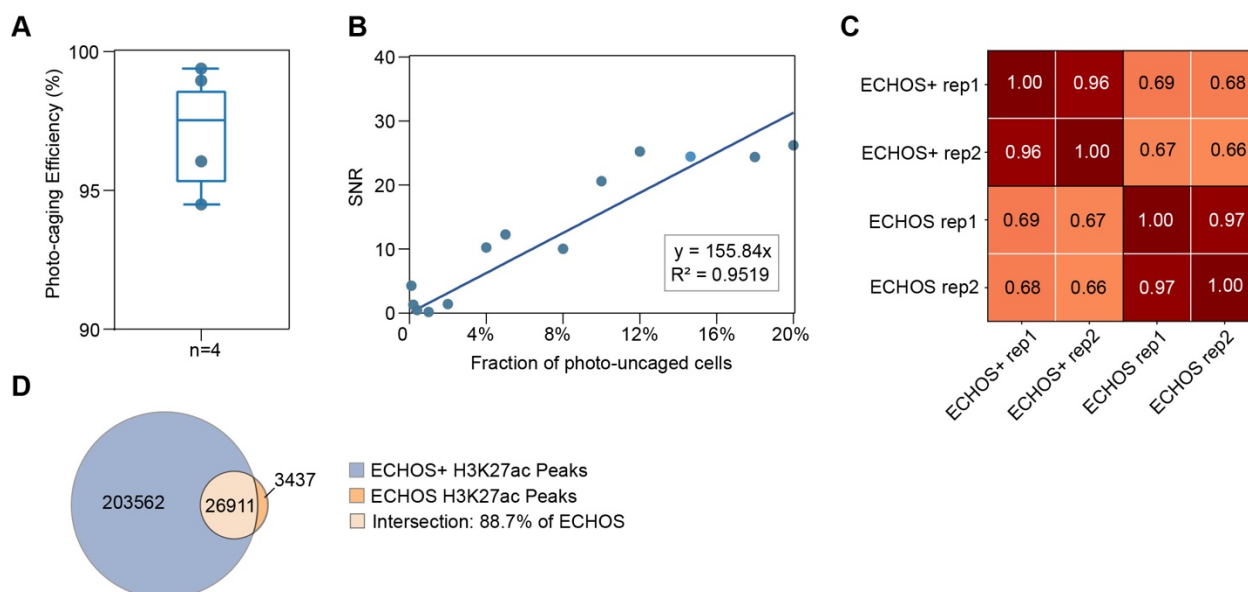 A
Photo-caging Efficiency (%)
100
95
90
n=4
B
SNR
40
30
20
10
0
y = 155.84x
R² = 0.9519
0 4% 8% 12% 16% 20%
Fraction of photo-uncaged cells
C
ECHOS+ rep1 1.00 0.96 0.69 0.68
ECHOS+ rep2 0.96 1.00 0.67 0.66
ECHOS rep1 0.69 0.67 1.00 0.97
ECHOS rep2 0.68 0.66 0.97 1.00
ECHOS+ rep1
ECHOS+ rep2
ECHOS rep1
ECHOS rep2
D
203562
26911
3437
ECHOS+ H3K27ac Peaks
ECHOS H3K27ac Peaks
Intersection: 88.7% of ECHOS